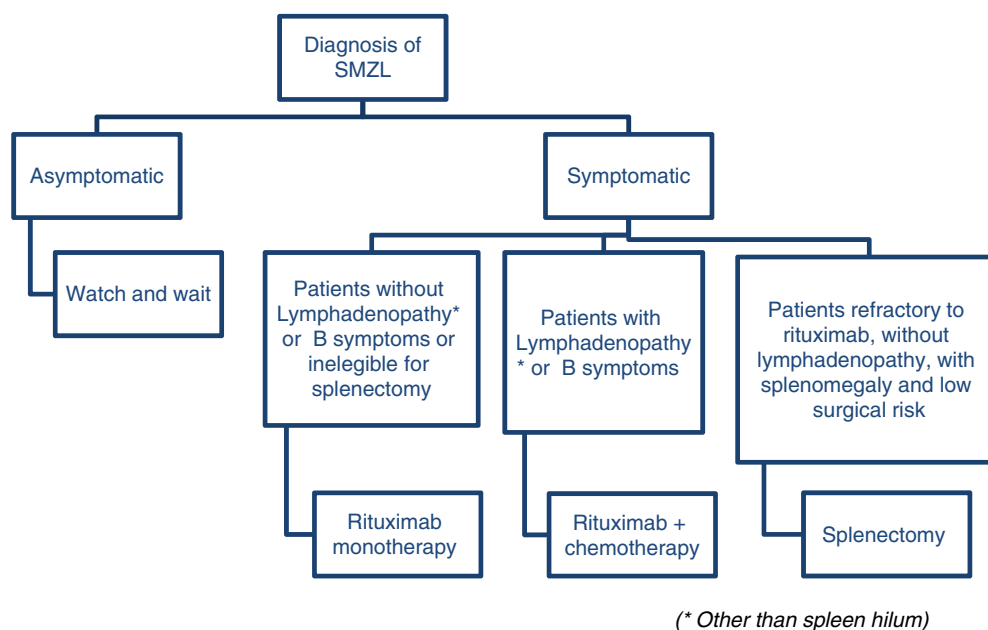 Diagnosis of
SMZL
Asymptomatic
Symptomatic
Watch and wait
Patients without
Lymphadenopathy*
or B symptoms or
inelegible for
splenectomy
Patients with
Lymphadenopathy
* or B symptoms
Patients refractory to
rituximab, without
lymphadenopathy, with
splenomegaly and low
surgical risk
Rituximab
monotherapy
Rituximab +
chemotherapy
Splenectomy
(* Other than spleen hilum)